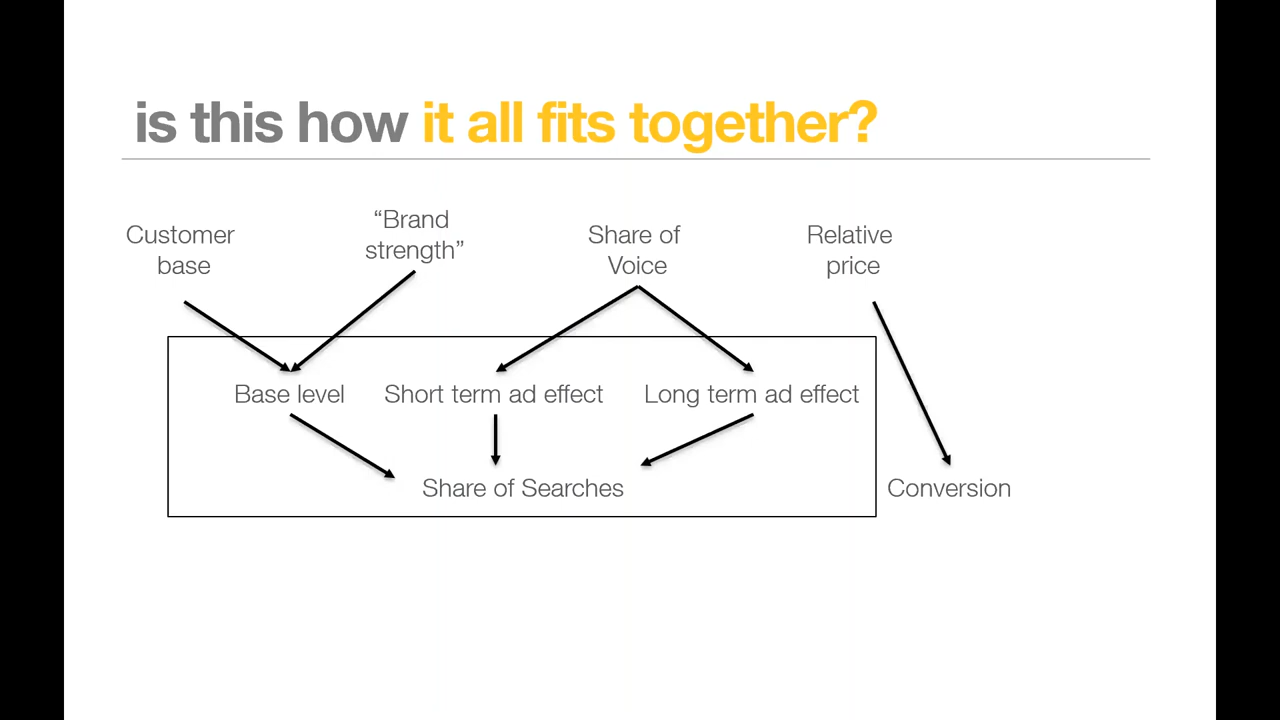 is this how it all fits together?
Customer
base
“Brand
strength”
Share of
Voice
Relative
price
Base level
Short term ad effect
Long term ad effect
Share of Searches
Conversion